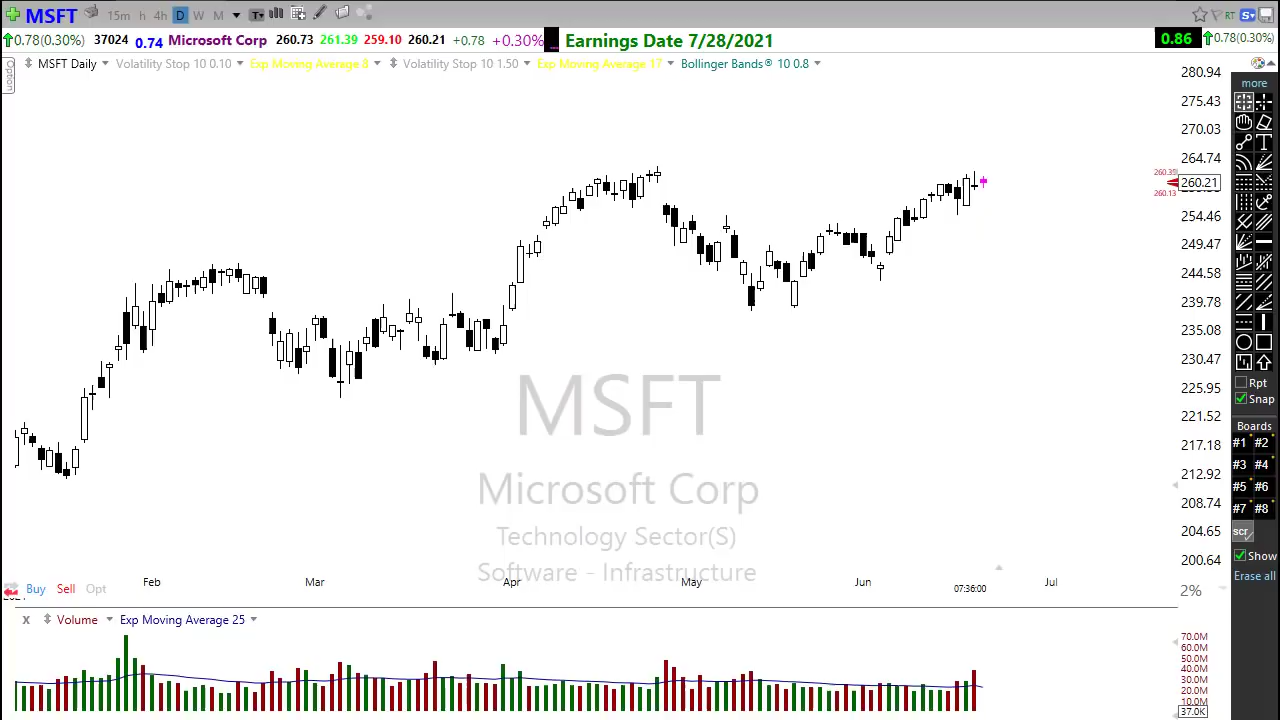 MSFT 15m h 4h D W M
0.78(0.30%) 37024 0.74 Microsoft Corp 260.73 261.39 259.10 260.21 +0.78 +0.30% Earnings Date 7/28/2021 0.86 0.78(0.30%)
RT S
Option
MSFT Daily Volatility Stop 10 0.10 Exp Moving Average 8 Volatility Stop 10 1.50 Exp Moving Average 17 Bollinger Bands® 10 0.8
280.94
275.43
270.03
264.74
260.39
260.21
260.13
254.46
249.47
244.58
239.78
235.08
230.47
225.95
221.52
217.18
212.92
208.74
204.65
200.64
2%
MSFT
Microsoft Corp
Technology Sector(S)
Software - Infrastructure
Feb Mar Apr May Jun Jul
07:36:00
Buy Sell Opt
x Volume Exp Moving Average 25
70.0M
60.0M
50.0M
40.0M
30.0M
20.0M
10.0M
37.0K
more
T
Rpt
Snap
Boards
#1 #2
#3 #4
#5 #6
#7 #8
scr
Show
Erase all